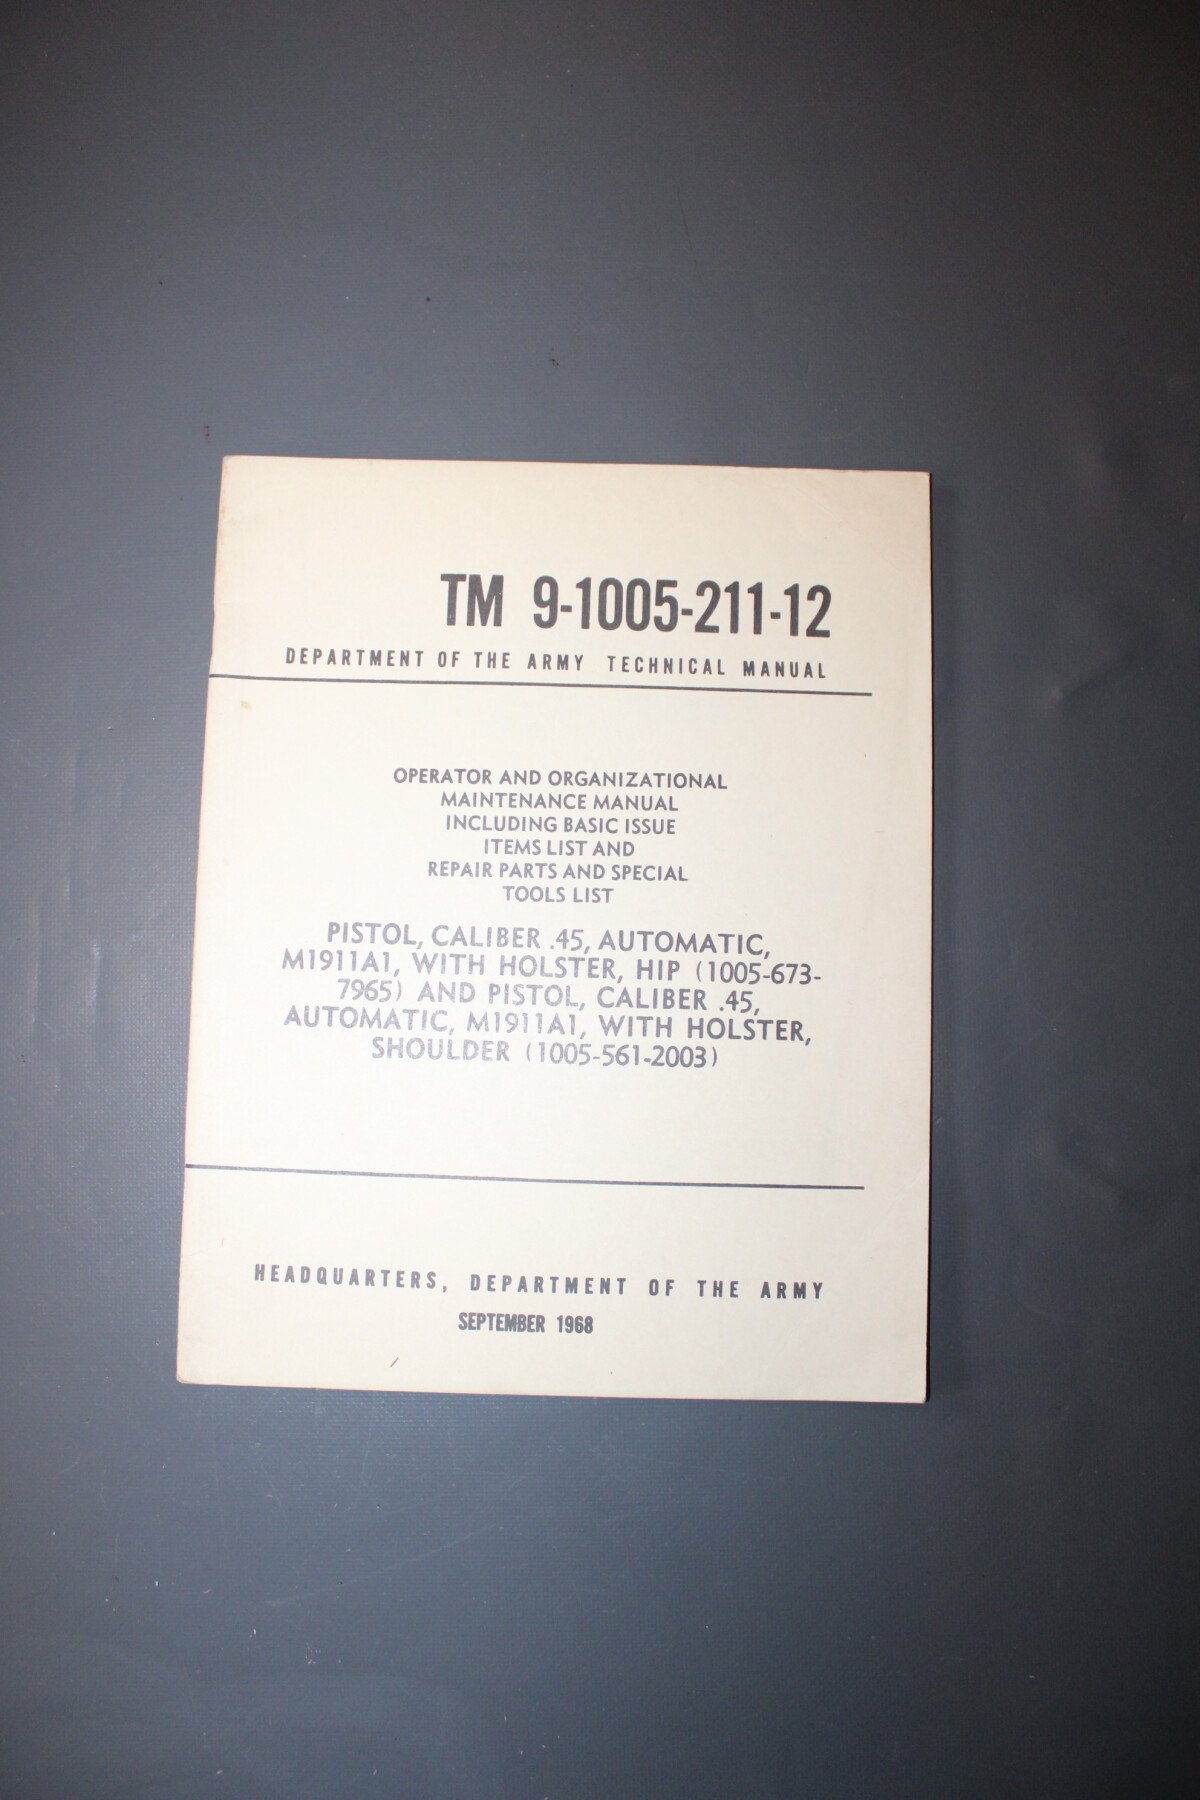 TM 9-1005-211-12
DEPARTMENT OF THE ARMY TECHNICAL MANUAL
OPERATOR AND ORGANIZATIONAL
MAINTENANCE MANUAL
INCLUDING BASIC ISSUE
ITEMS LIST AND
REPAIR PARTS AND SPECIAL
TOOLS LIST
PISTOL, CALIBER .45, AUTOMATIC,
M1911A1, WITH HOLSTER, HIP (1005-673-
7965) AND PISTOL, CALIBER .45,
AUTOMATIC, M1911A1, WITH HOLSTER,
SHOULDER (1005-561-2003)
HEADQUARTERS, DEPARTMENT OF THE ARMY
SEPTEMBER 1968